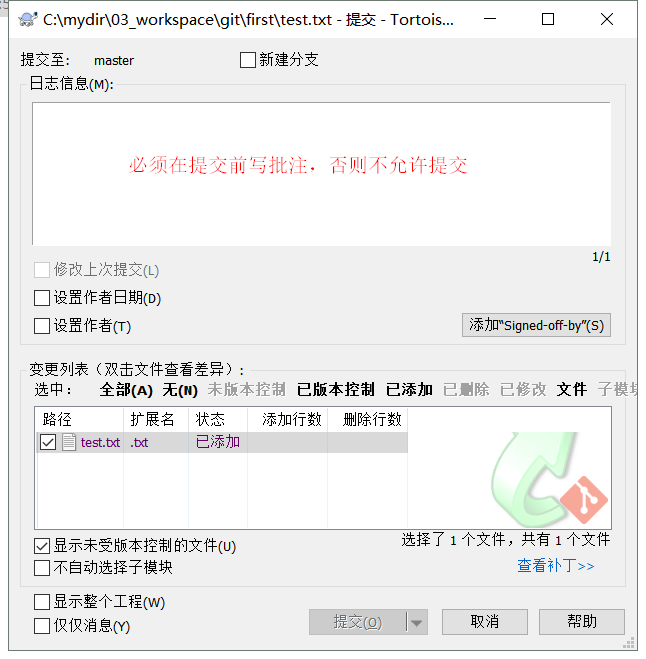 C:\mydir\03_workspace\git\first\test.txt - 提交 - Tortois...
提交至: master 新建分支
日志信息(M):
必须在提交前写批注，否则不允许提交
1/1
修改上次提交(L)
设置作者日期(D)
设置作者(T) 添加“Signed-off-by”(S)
变更列表（双击文件查看差异）:
选中： 全部(A) 无(N) 未版本控制 已版本控制 已添加 已删除 已修改 文件 子模块
路径 扩展名 状态 添加行数 删除行数
test.txt .txt 已添加
显示未受版本控制的文件(U) 选择了 1 个文件，共有 1 个文件
不自动选择子模块 查看补丁>>
显示整个工程(W)
仅仅消息(Y) 提交(O) 取消 帮助